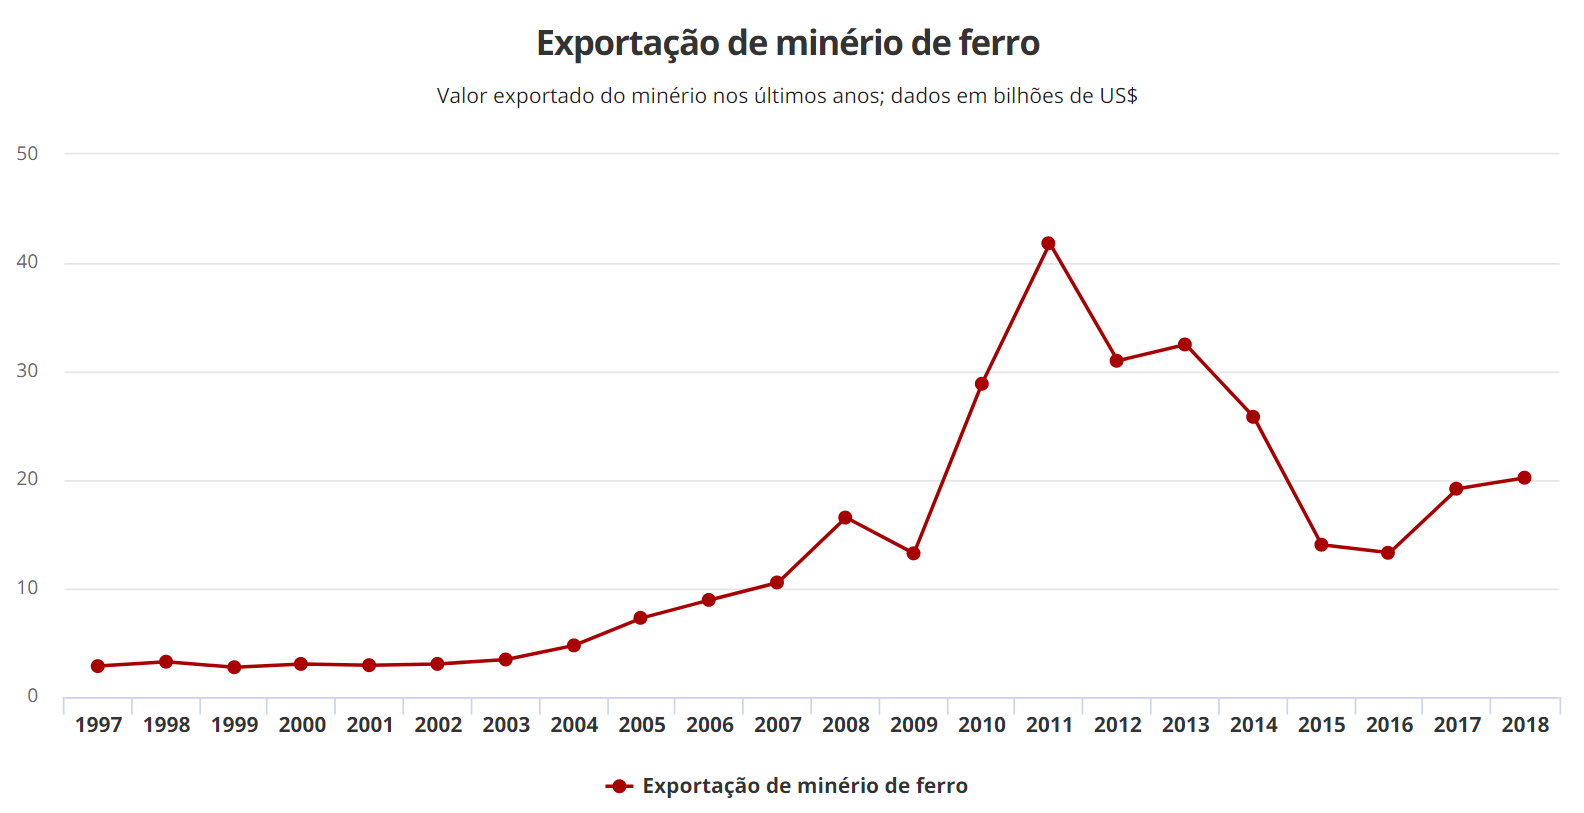 Exportação de minério de ferro
Valor exportado do minério nos últimos anos; dados em bilhões de US$
50
40
30
20
10
0
1997 1998 1999 2000 2001 2002 2003 2004 2005 2006 2007 2008 2009 2010 2011 2012 2013 2014 2015 2016 2017 2018
Exportação de minério de ferro